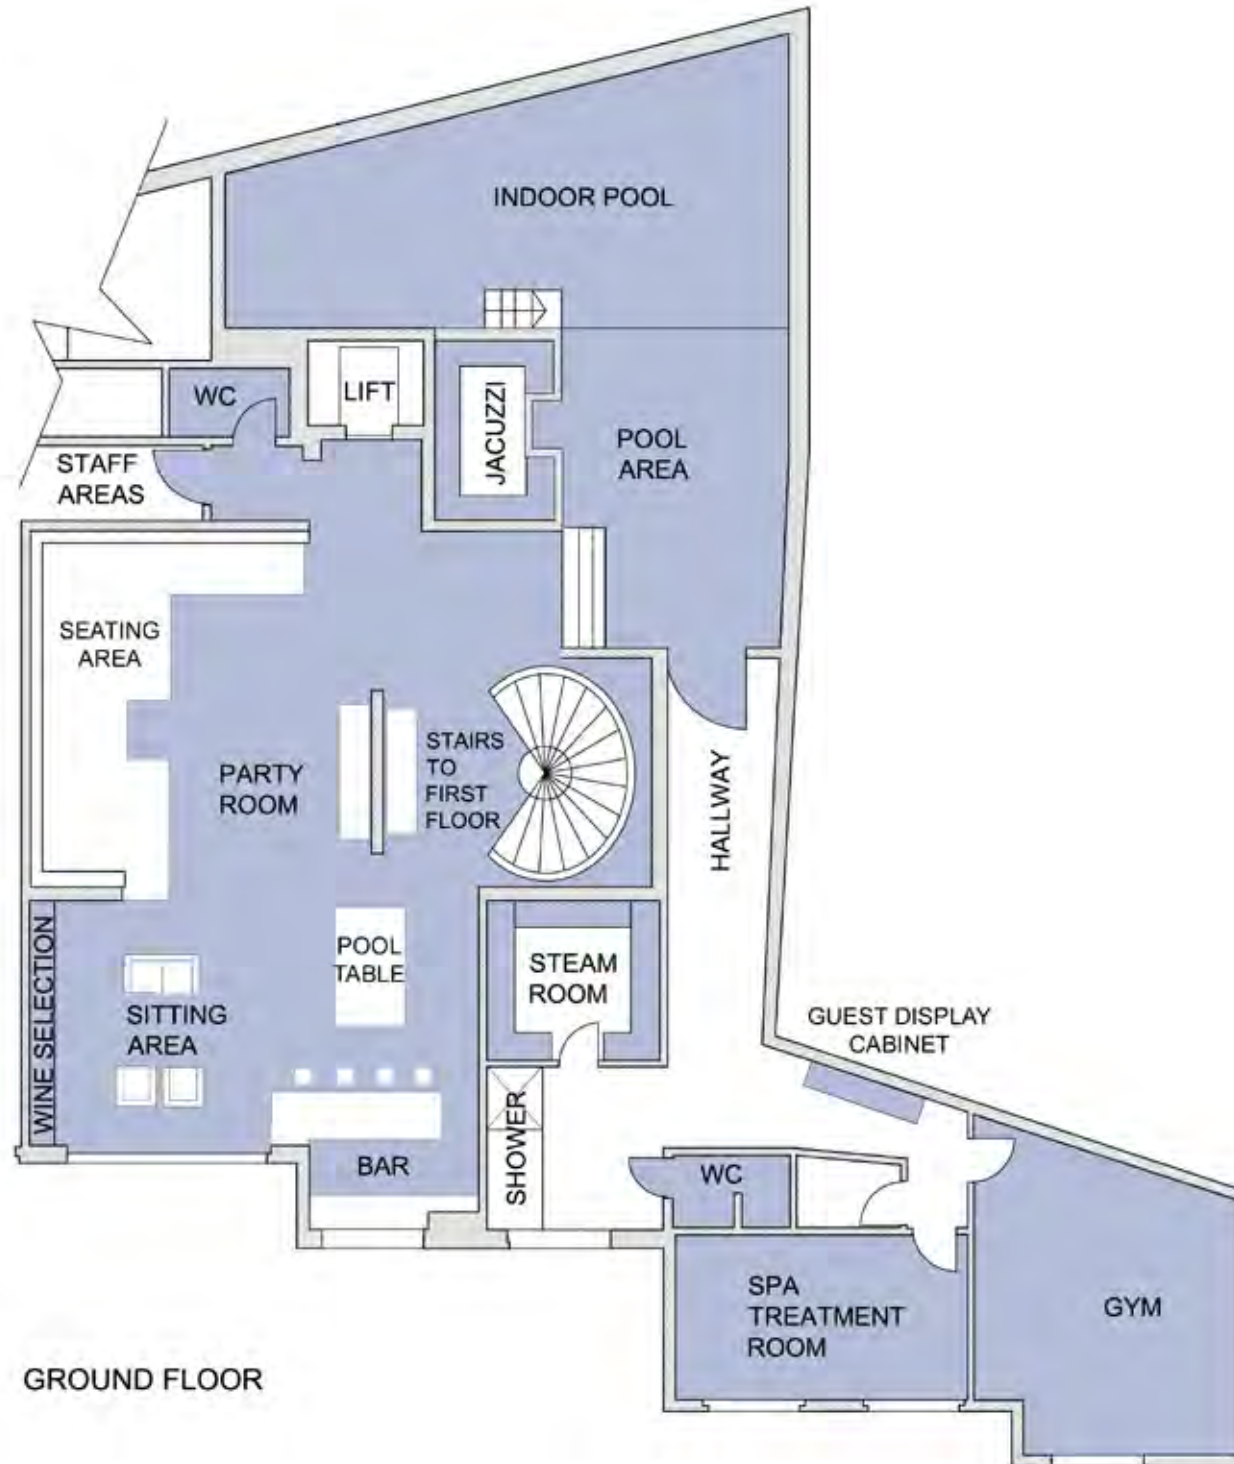 INDOOR POOL
WC
LIFT
JACUZZI
POOL
AREA
STAFF
AREAS
SEATING
AREA
STAIRS
TO
FIRST
FLOOR
PARTY
ROOM
HALLWAY
WINE SELECTION
POOL
TABLE
STEAM
ROOM
SITTING
AREA
GUEST DISPLAY
CABINET
SHOWER
BAR
WC
SPA
TREATMENT
ROOM
GYM
GROUND FLOOR